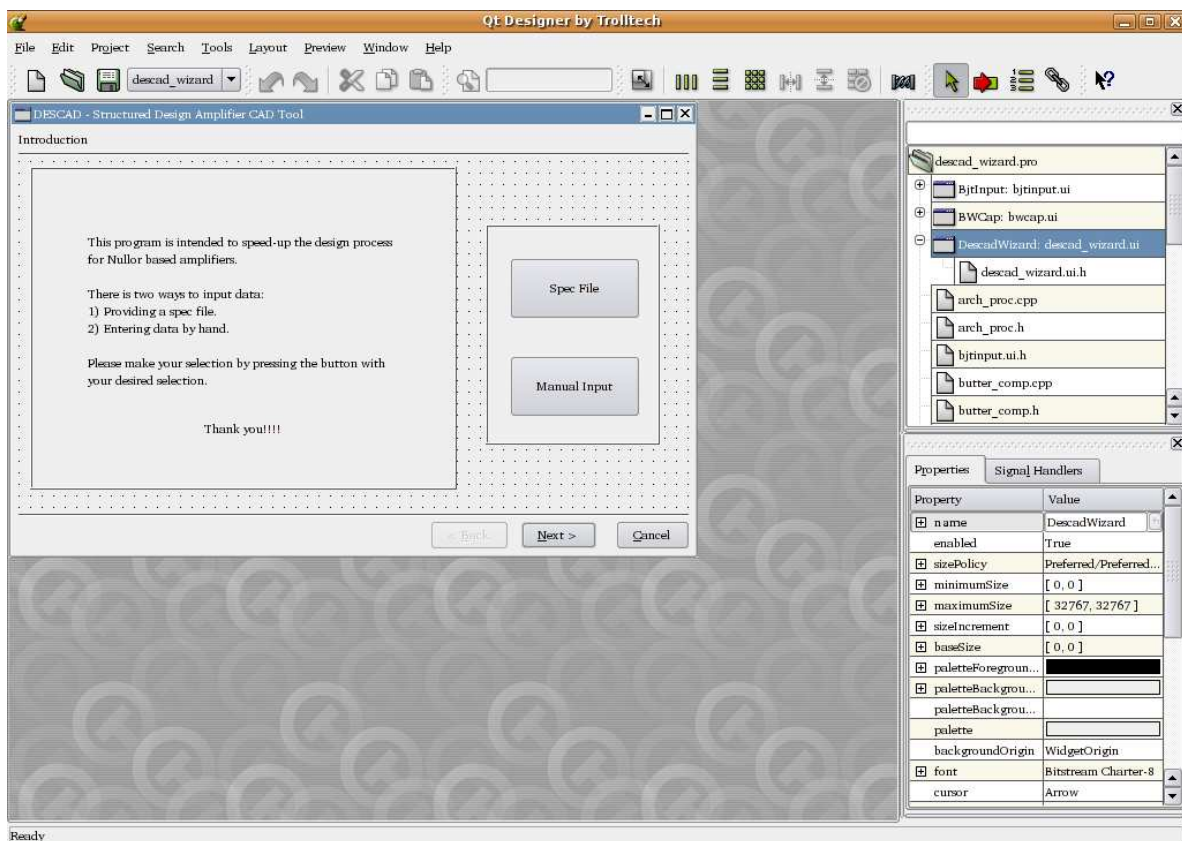 Qt Designer by Trolltech
File Edit Project Search Tools Layout Preview Window Help
descad_wizard
DESCAD - Structured Design Amplifier CAD Tool
Introduction
This program is intended to speed-up the design process
for Nullor based amplifiers.
There is two ways to input data:
1) Providing a spec file.
2) Entering data by hand.
Please make your selection by pressing the button with
your desired selection.
Thank you!!!!
Spec File
Manual Input
< Back
Next >
Cancel
descad_wizard.pro
BjtInput: bjtinput.ui
BWCap: bwcap.ui
DescadWizard: descad_wizard.ui
descad_wizard.ui.h
arch_proc.cpp
arch_proc.h
bjtinput.ui.h
butter_comp.cpp
butter_comp.h
Properties Signal Handlers
Property Value
name DescadWizard
enabled True
sizePolicy Preferred/Preferred...
minimumSize [ 0, 0 ]
maximumSize [ 32767, 32767 ]
sizeIncrement [ 0, 0 ]
baseSize [ 0, 0 ]
paletteForegroun...
paletteBackgrou...
paletteBackgrou...
palette
backgroundOrigin WidgetOrigin
font Bitstream Charter-8
cursor Arrow
Ready